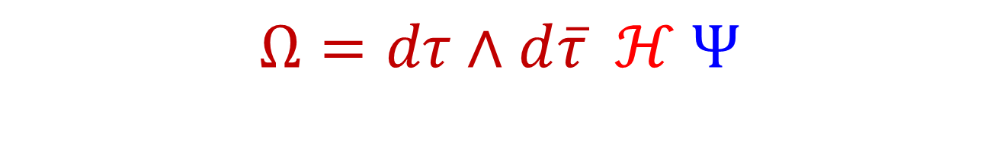 Ω = 𝑑𝜏 ∧ 𝑑𝜏̄ ℋ Ψ